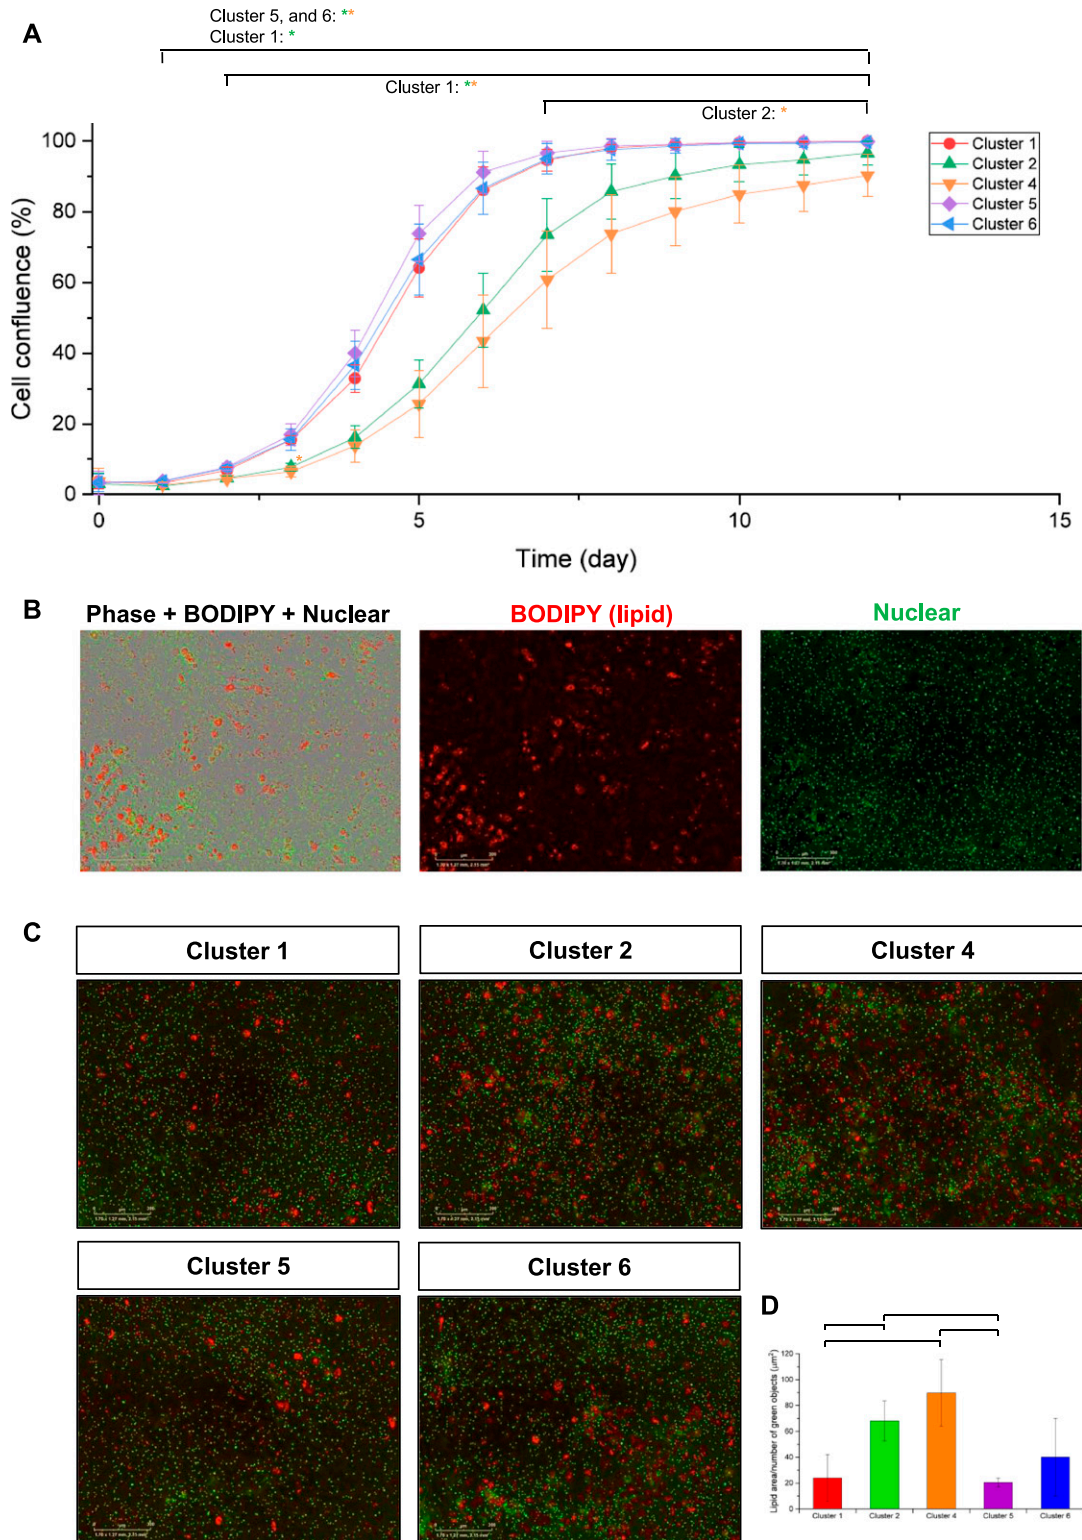 A
Cluster 5, and 6: **
Cluster 1: *
Cluster 1: **
Cluster 2: *
Cell confluence (%)
100
80
60
40
20
0
*
0
5
10
15
Time (day)
Cluster 1
Cluster 2
Cluster 4
Cluster 5
Cluster 6
B
Phase + BODIPY + Nuclear
BODIPY (lipid)
Nuclear
C
Cluster 1
Cluster 2
Cluster 4
Cluster 5
Cluster 6
D
Lipid area/number of green objects (μm²)
120
100
80
60
40
20
0
Cluster 1
Cluster 2
Cluster 4
Cluster 5
Cluster 6